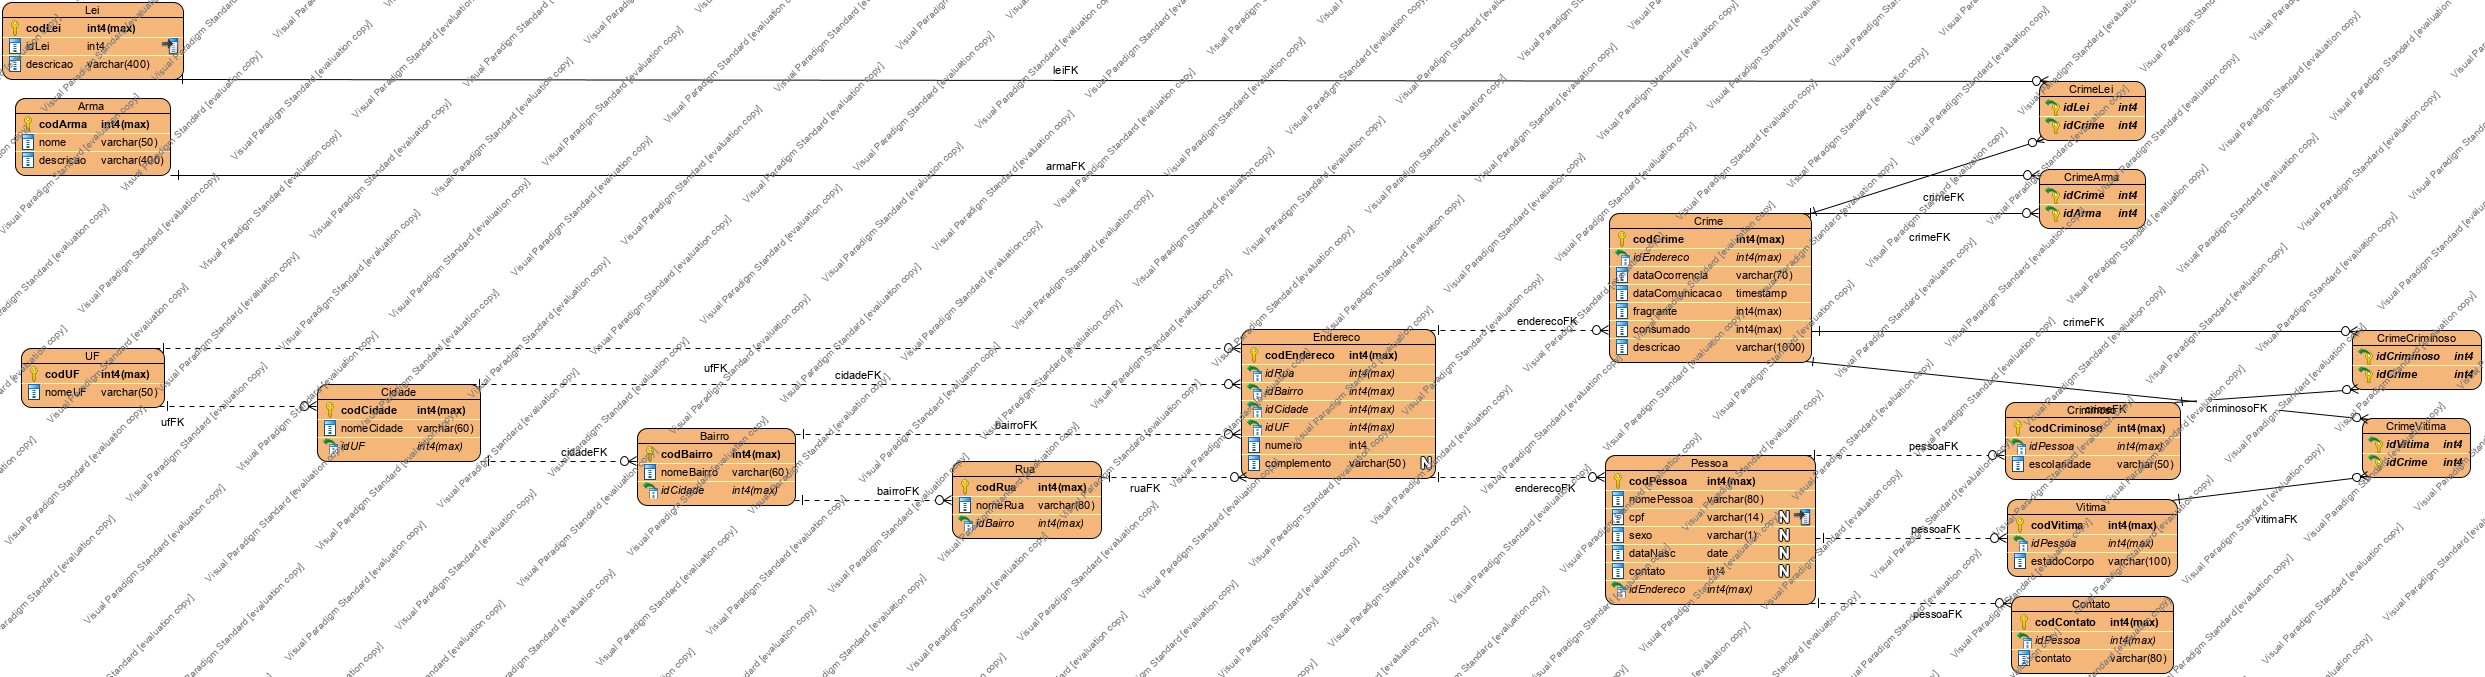 Lei
codLei int4(max)
idLei int4
descricao varchar(400)
leiFK
Arma
codArma int4(max)
nome varchar(50)
descricao varchar(400)
armaFK
CrimeLei
idLei int4
idCrime int4
CrimeArma
idCrime int4
idArma int4
crimeFK
crimeFK
Crime
codCrime int4(max)
idEndereco int4(max)
dataOcorrencia varchar(70)
dataComunicacao timestamp
fragrante int4(max)
consumado int4(max)
descricao varchar(1000)
UF
codUF int4(max)
nomeUF varchar(50)
ufFK
ufFK
Cidade
codCidade int4(max)
nomeCidade varchar(60)
idUF int4(max)
cidadeFK
cidadeFK
Bairro
codBairro int4(max)
nomeBairro varchar(60)
idCidade int4(max)
bairroFK
bairroFK
Rua
codRua int4(max)
nomeRua varchar(80)
idBairro int4(max)
ruaFK
Endereco
codEndereco int4(max)
idRua int4(max)
idBairro int4(max)
idCidade int4(max)
idUF int4(max)
numero int4
complemento varchar(50) N
enderecoFK
enderecoFK
Pessoa
codPessoa int4(max)
nomePessoa varchar(80)
cpf varchar(14) N
sexo varchar(1) N
dataNasc date N
contato int4 N
idEndereco int4(max)
crimeFK
CrimeCriminoso
idCriminoso int4
idCrime int4
crimeFK
criminosoFK
Criminoso
codCriminoso int4(max)
idPessoa int4(max)
escolaridade varchar(50)
pessoaFK
CrimeVitima
idVitima int4
idCrime int4
vitimaFK
Vitima
codVitima int4(max)
idPessoa int4(max)
estadoCorpo varchar(100)
pessoaFK
Contato
codContato int4(max)
idPessoa int4(max)
contato varchar(80)
pessoaFK
Visual Paradigm Standard [evaluation copy]